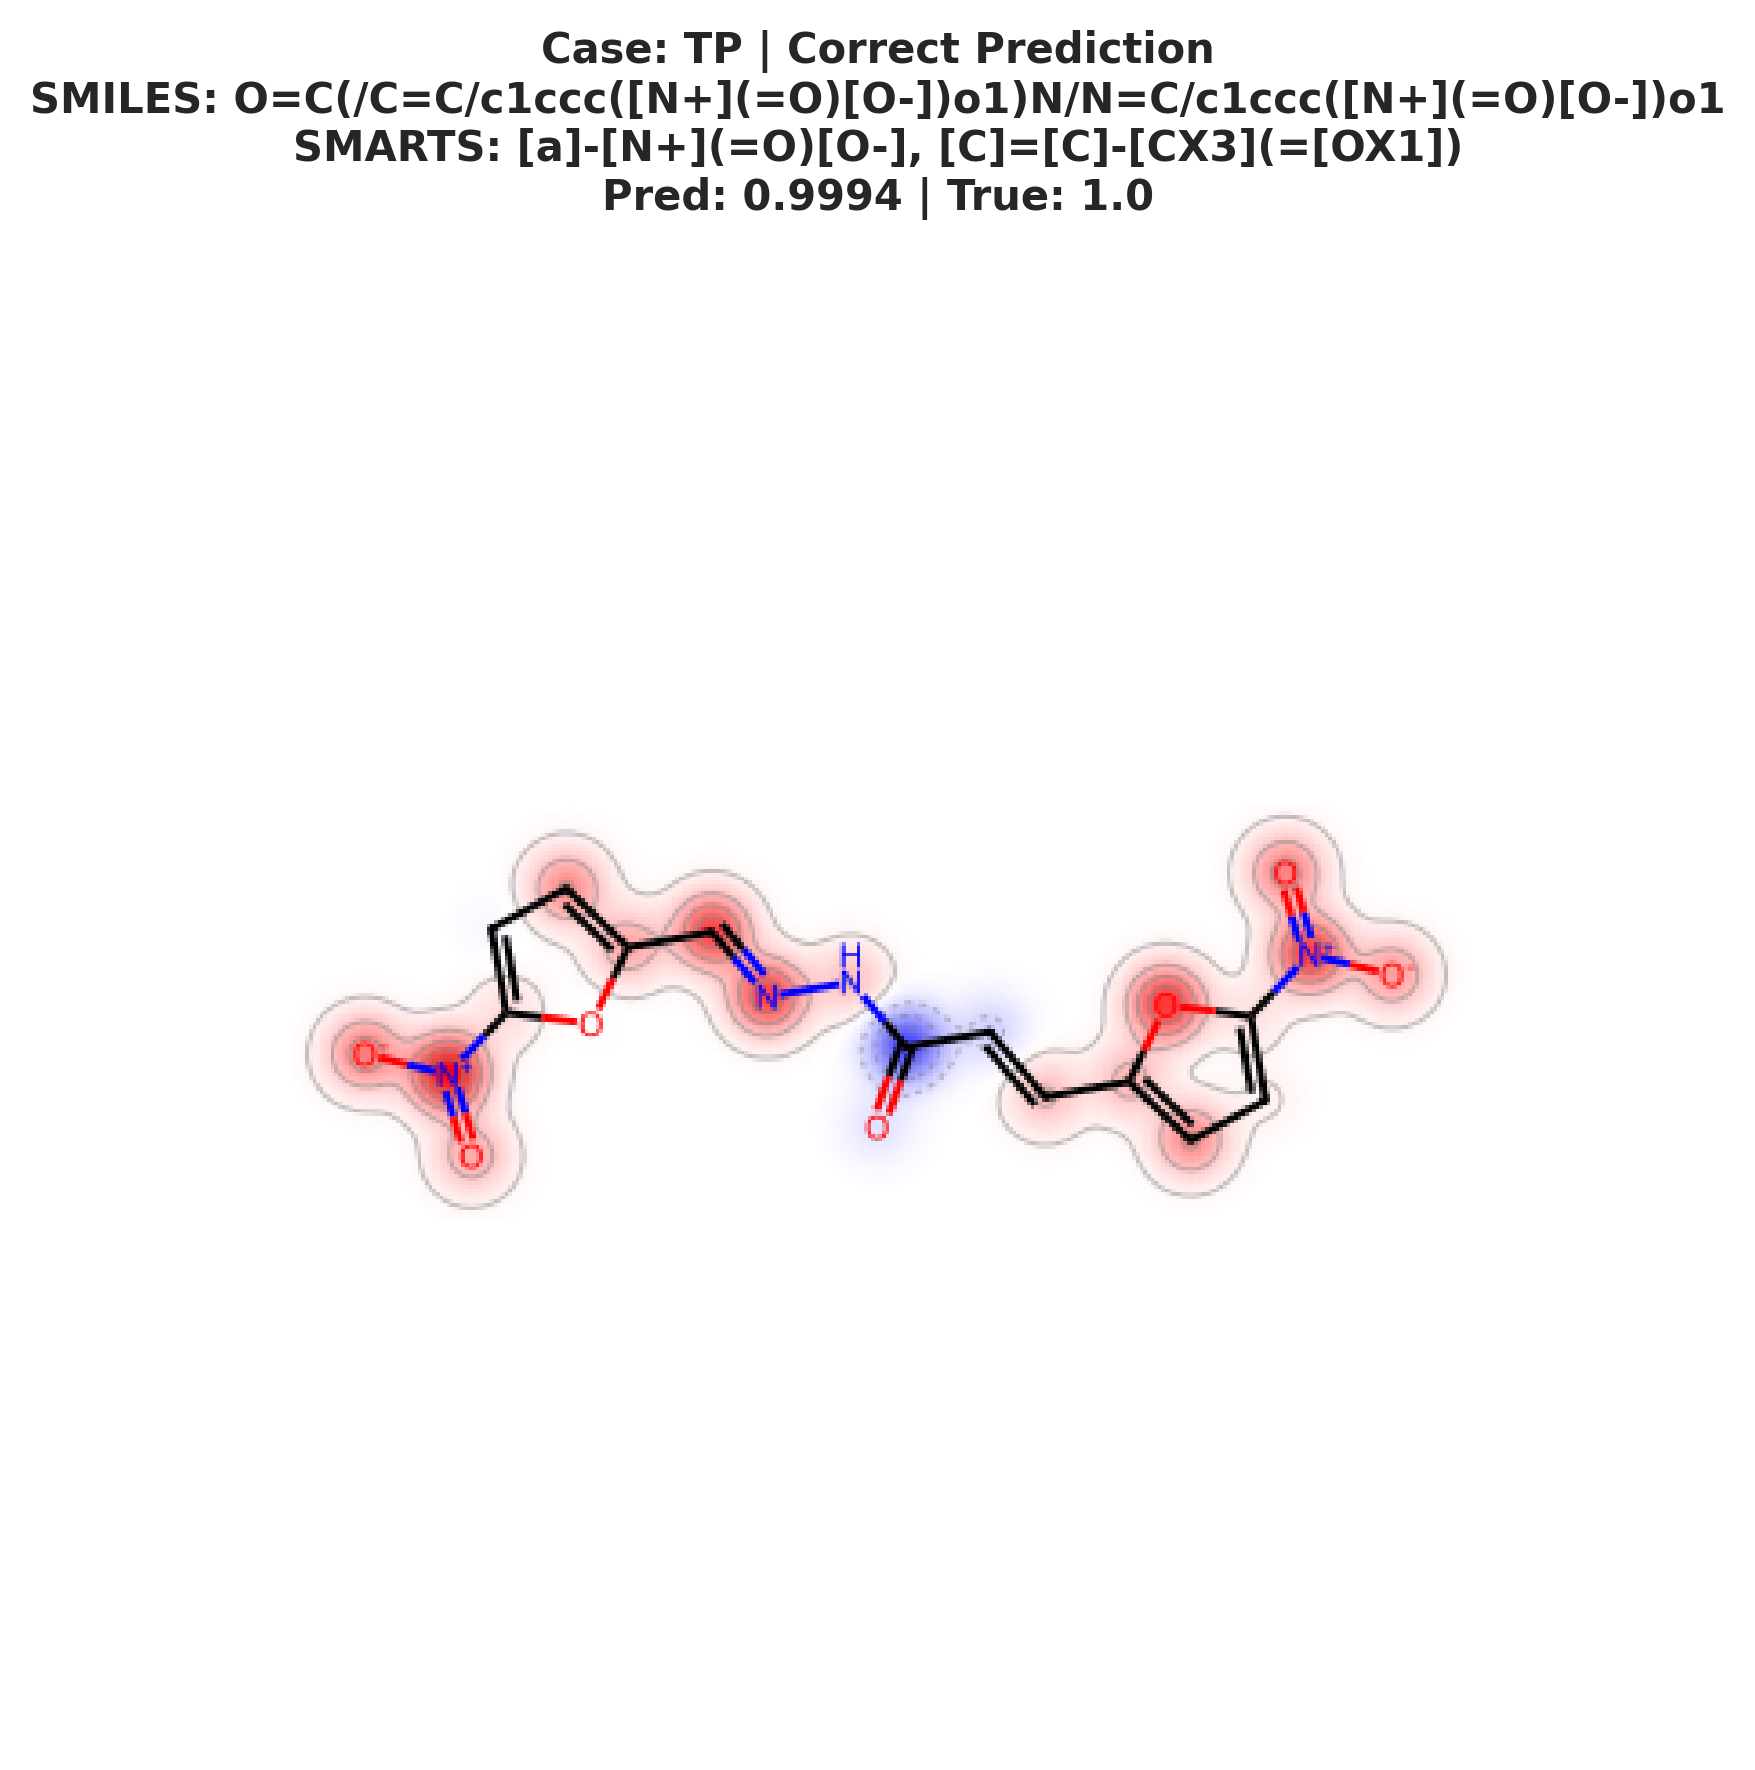 Case: TP | Correct Prediction
SMILES: O=C(/C=C/c1ccc([N+](=O)[O-])o1)N/N=C/c1ccc([N+](=O)[O-])o1
SMARTS: [a]-[N+](=O)[O-], [C]=[C]-[CX3](=[OX1])
Pred: 0.9994 | True: 1.0
O
H
N
N
O
N+
O-
O
O-
N+
O
O
O